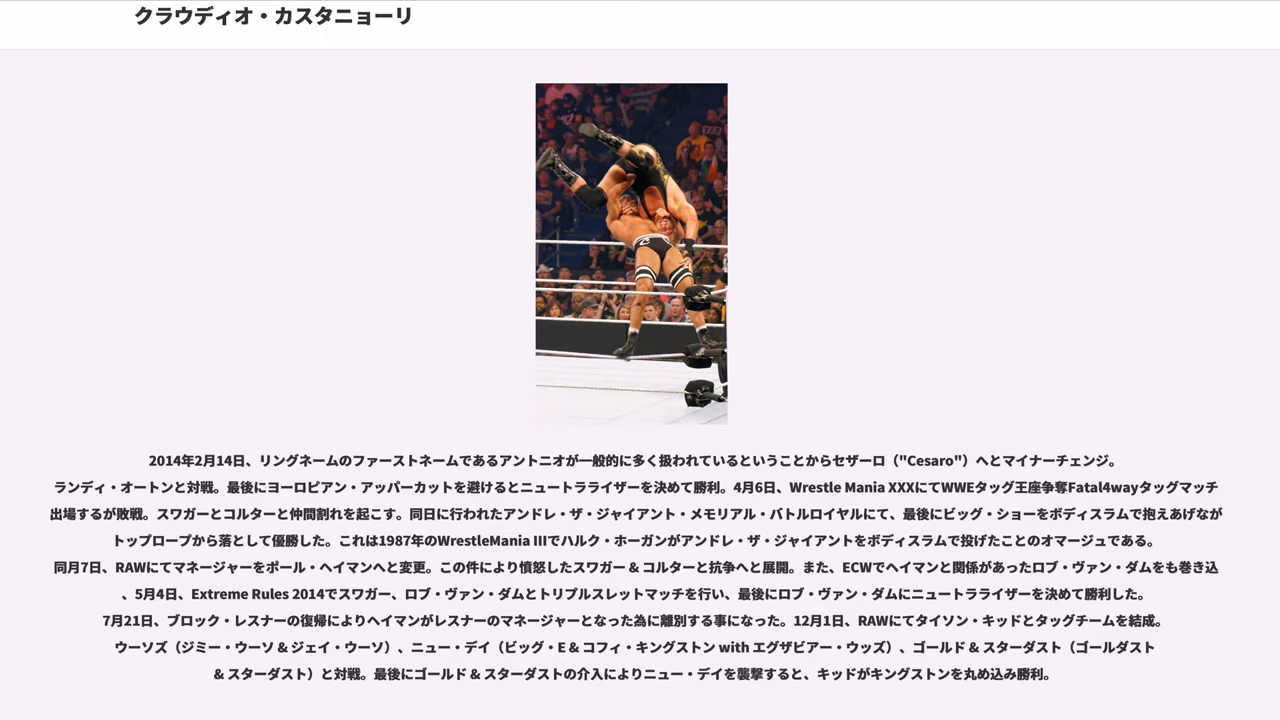 クラウディオ・カスタニョーリ
2014年2月14日、リングネームのファーストネームであるアントニオが一般的に多く扱われているということからセザーロ（"Cesaro"）へとマイナーチェンジ。
ランディ・オートンと対戦。最後にヨーロピアン・アッパーカットを避けるとニュートラライザーを決めて勝利。4月6日、Wrestle Mania XXXにてWWEタッグ王座争奪Fatal4wayタッグマッチ
出場するが敗戦。スワガーとコルターと仲間割れを起こす。同日に行われたアンドレ・ザ・ジャイアント・メモリアル・バトルロイヤルにて、最後にビッグ・ショーをボディスラムで抱えあげなが
トップロープから落として優勝した。これは1987年のWrestleMania IIIでハルク・ホーガンがアンドレ・ザ・ジャイアントをボディスラムで投げたことのオマージュである。
同月7日、RAWにてマネージャーをポール・ヘイマンへと変更。この件により憤怒したスワガー & コルターと抗争へと展開。また、ECWでヘイマンと関係があったロブ・ヴァン・ダムをも巻き込
、5月4日、Extreme Rules 2014でスワガー、ロブ・ヴァン・ダムとトリプルスレットマッチを行い、最後にロブ・ヴァン・ダムにニュートラライザーを決めて勝利した。
7月21日、ブロック・レスナーの復帰によりヘイマンがレスナーのマネージャーとなった為に離別する事になった。12月1日、RAWにてタイソン・キッドとタッグチームを結成。
ウーソズ（ジミー・ウーソ & ジェイ・ウーソ）、ニュー・デイ（ビッグ・E & コフィ・キングストン with エグザビアー・ウッズ）、ゴールド & スターダスト（ゴールダスト
& スターダスト）と対戦。最後にゴールド & スターダストの介入によりニュー・デイを襲撃すると、キッドがキングストンを丸め込み勝利。